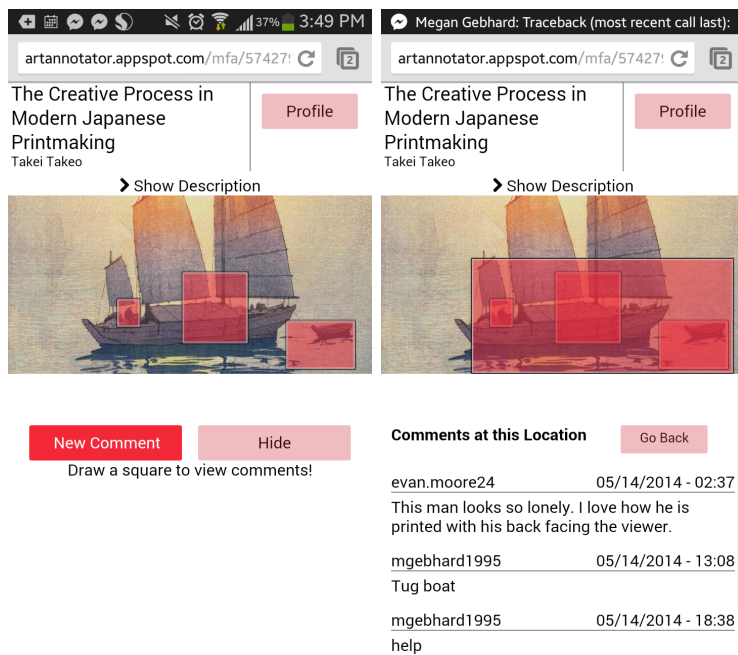 37% 3:49 PM
artannotator.appspot.com/mfa/57427
2
The Creative Process in
Modern Japanese
Printmaking
Takei Takeo
Profile
Show Description
New Comment
Hide
Draw a square to view comments!
Megan Gebhard: Traceback (most recent call last):
artannotator.appspot.com/mfa/57427
2
The Creative Process in
Modern Japanese
Printmaking
Takei Takeo
Profile
Show Description
Comments at this Location
Go Back
evan.moore24 05/14/2014 - 02:37
This man looks so lonely. I love how he is
printed with his back facing the viewer.
mgebhard1995 05/14/2014 - 13:08
Tug boat
mgebhard1995 05/14/2014 - 18:38
help